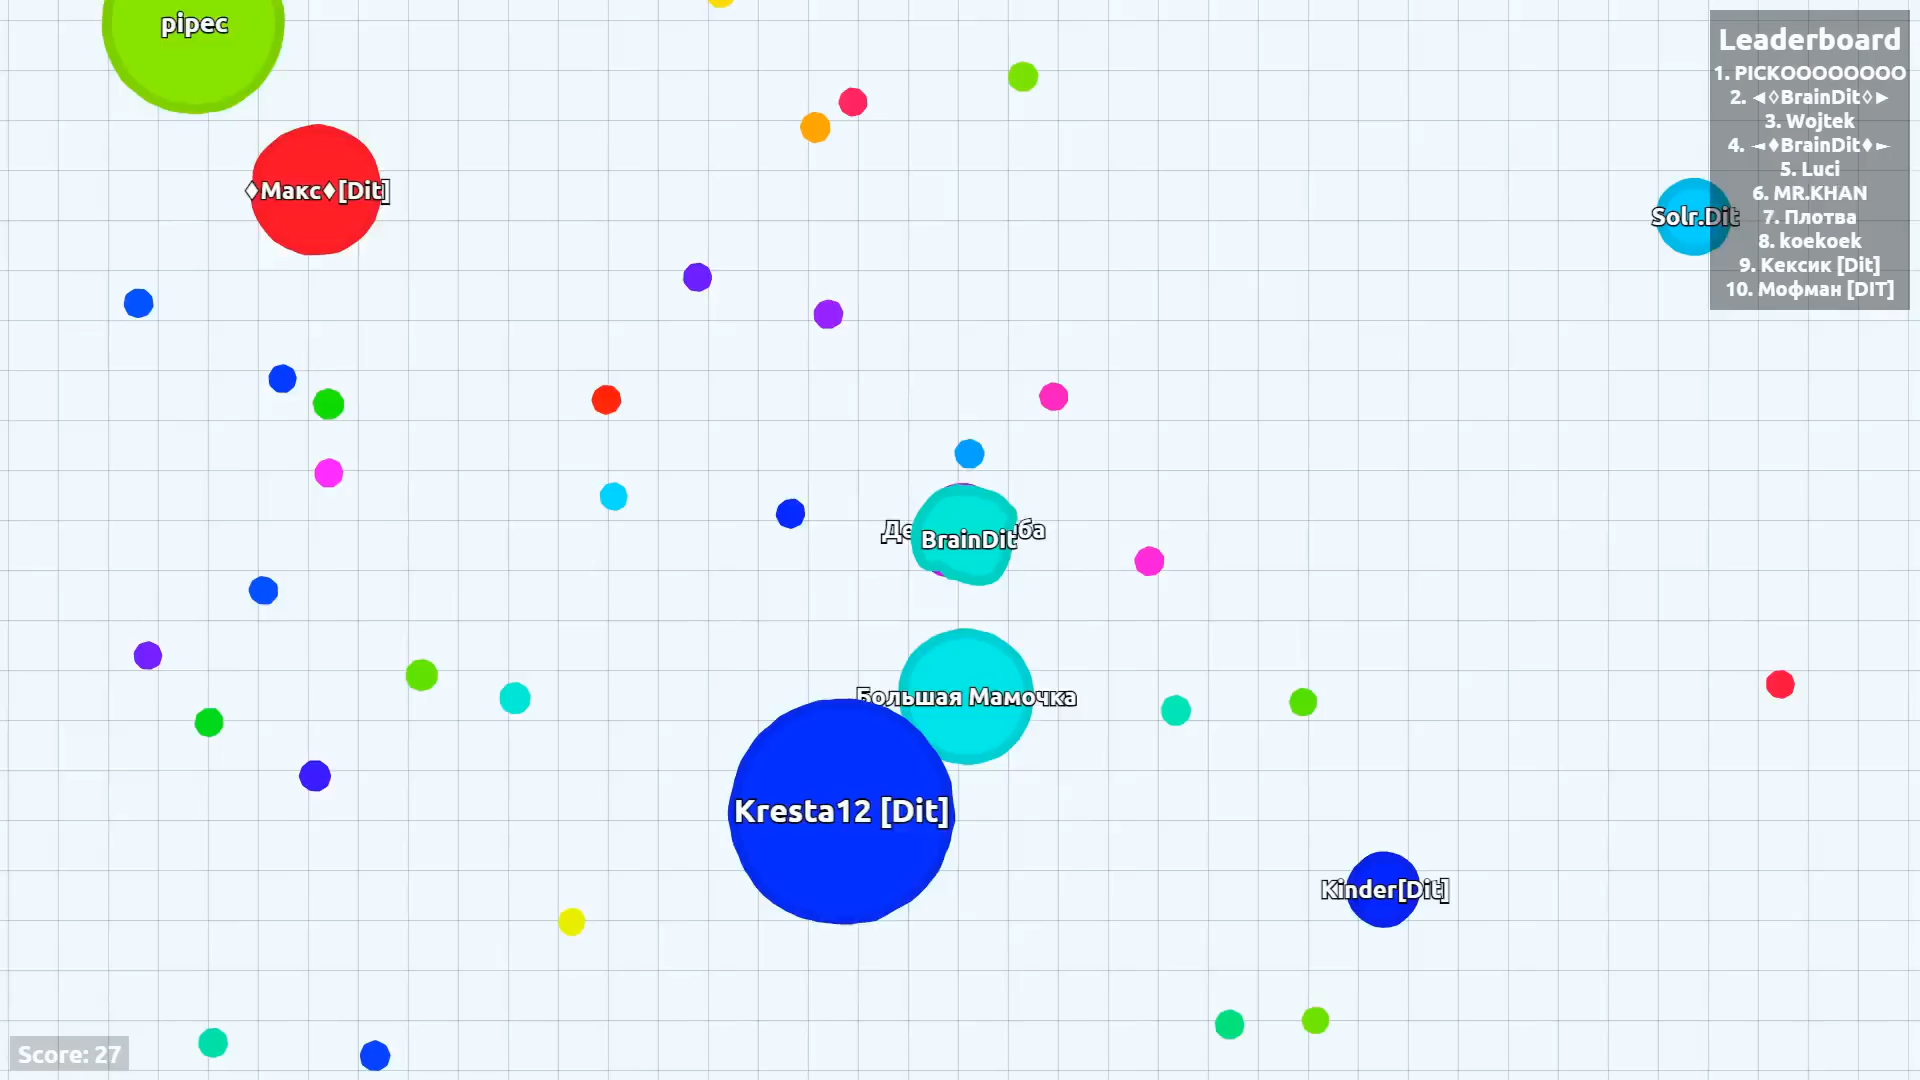 pipec
♦Макс♦[Dit]
Leaderboard
1. PICKOOOOOOOO
2. ◄◊BrainDit◊►
3. Wojtek
4. ◄♦BrainDit♦►
5. Luci
6. MR.KHAN
7. Плотва
8. koekoek
9. Кексик [Dit]
10. Мофман [DIT]
Solr.Dit
BrainDit
Большая Мамочка
Kresta12 [Dit]
Kinder[Dit]
Score: 27